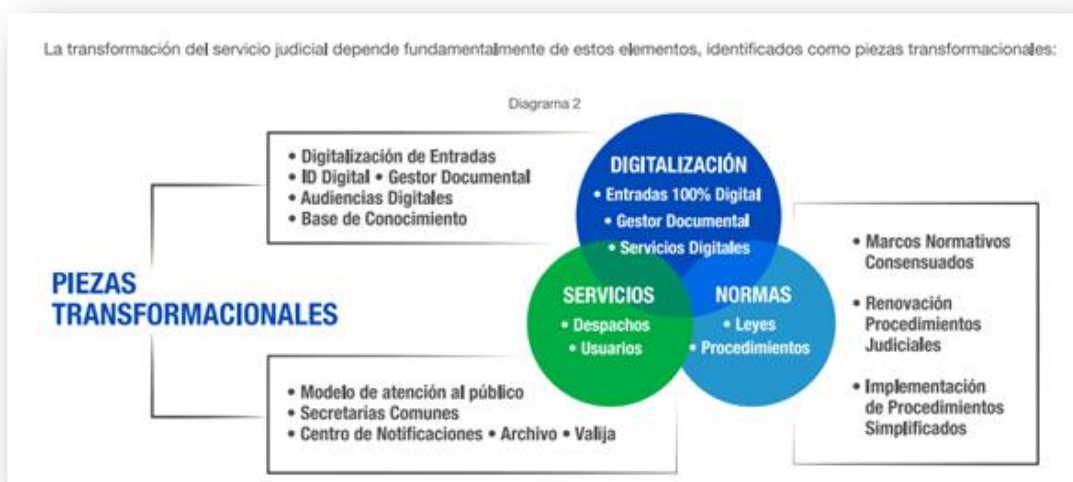 La transformación del servicio judicial depende fundamentalmente de estos elementos, identificados como piezas transformacionales:
Diagrama 2
• Digitalización de Entradas
• ID Digital • Gestor Documental
• Audiencias Digitales
• Base de Conocimiento
DIGITALIZACIÓN
• Entradas 100% Digital
• Gestor Documental
• Servicios Digitales
PIEZAS
TRANSFORMACIONALES
SERVICIOS
• Despachos
• Usuarios
NORMAS
• Leyes
• Procedimientos
• Marcos Normativos
Consensuados
• Renovación
Procedimientos
Judiciales
• Implementación
de Procedimientos
Simplificados
• Modelo de atención al público
• Secretarias Comunes
• Centro de Notificaciones • Archivo • Valija